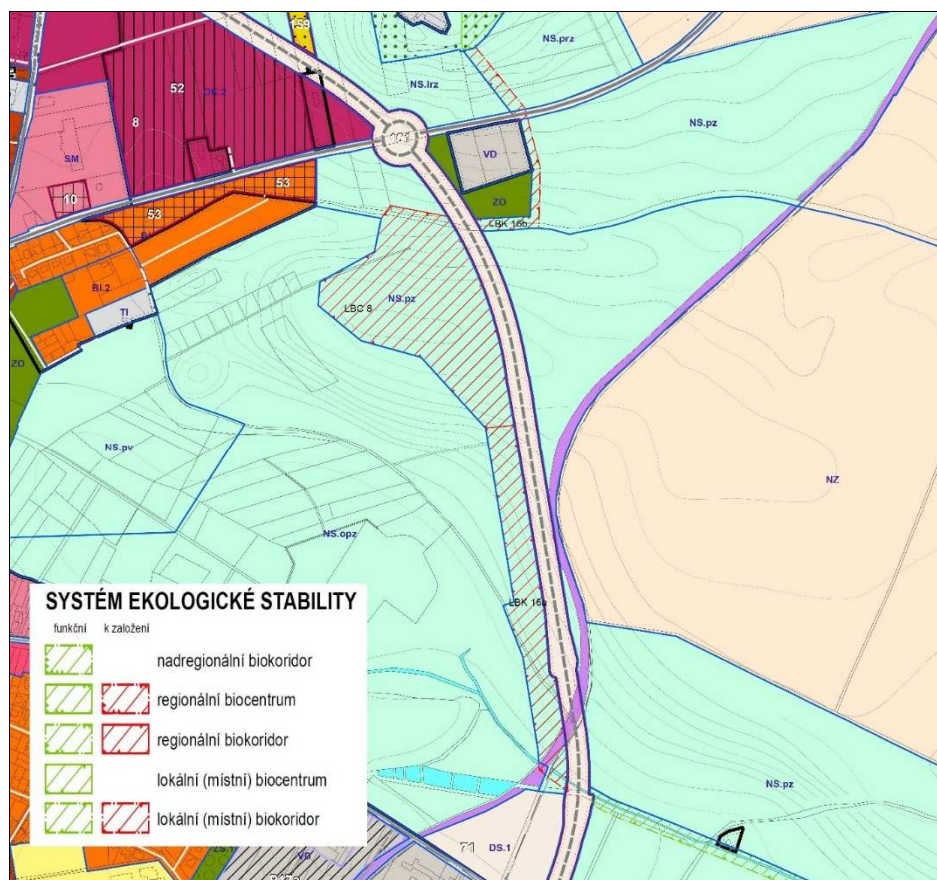 59
NS.prz
52
DS.2
NS.lrz
8
101
NS.pz
SM
VD
10
53
ZO
53
LBK 16b
BI.2
NS.pz
LBC 8
TI
ZO
NS.pv
NZ
NS.opz
LBK 16a
SYSTÉM EKOLOGICKÉ STABILITY
funkční k založení
nadregionální biokoridor
regionální biocentrum
regionální biokoridor
lokální (místní) biocentrum
lokální (místní) biokoridor
NS.pz
71
DS.1
VD